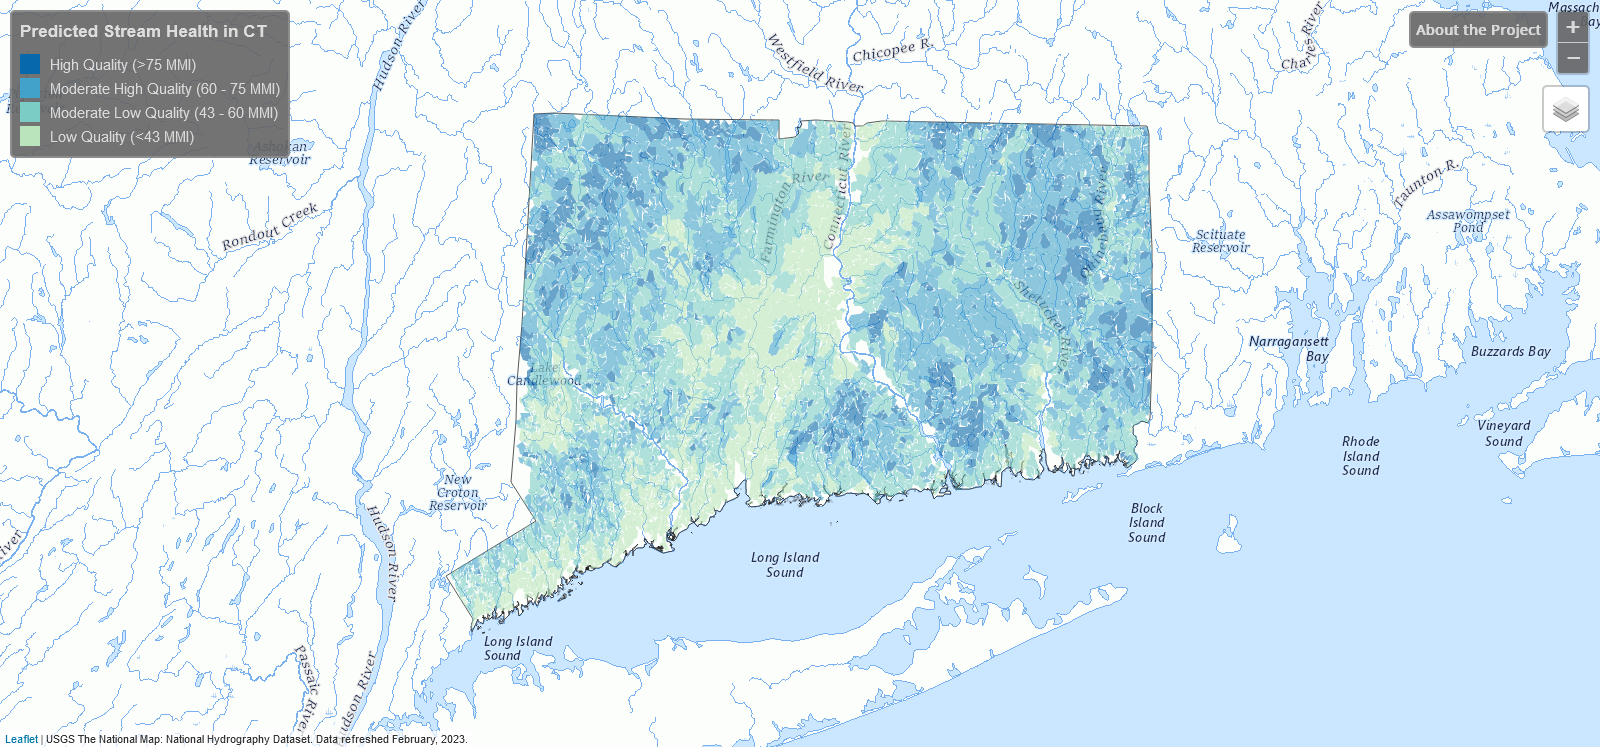 Predicted Stream Health in CT
High Quality (>75 MMI)
Moderate High Quality (60 - 75 MMI)
Moderate Low Quality (43 - 60 MMI)
Low Quality (<43 MMI)
About the Project
+
−
Massach
Bay
Hudson River
Westfield River
Chicopee R.
Charles River
Ashokan
Reservoir
Rondout Creek
Farmington River
Connecticut River
Taunton R.
Assawompset
Pond
Scituate
Reservoir
Shetucket River
Narragansett
Bay
Buzzards Bay
Lake
Candlewood
Vineyard
Sound
Rhode
Island
Sound
New
Croton
Reservoir
Block
Island
Sound
Hudson River
River
Long Island
Sound
Long Island
Sound
Passaic River
Hudson River
Leaflet | USGS The National Map: National Hydrography Dataset. Data refreshed February, 2023.